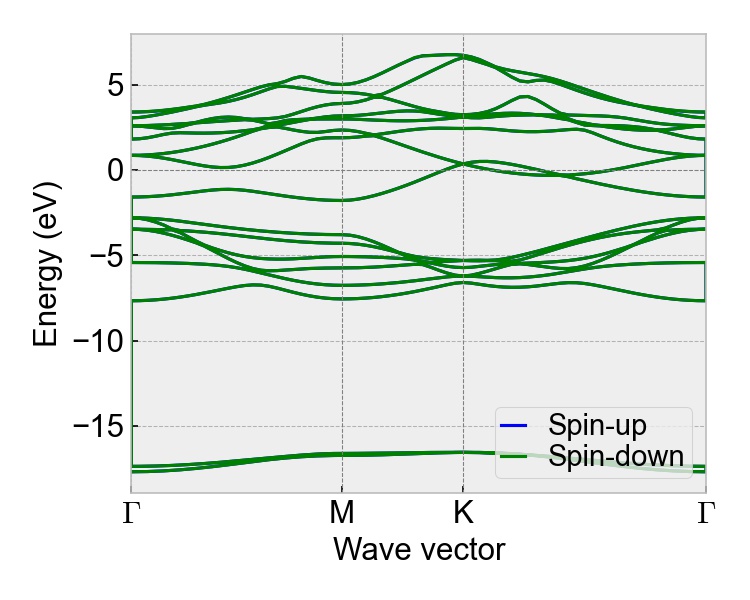 Energy (eV)
5
0
−5
−10
−15
Spin-up
Spin-down
Γ M K Γ
Wave vector